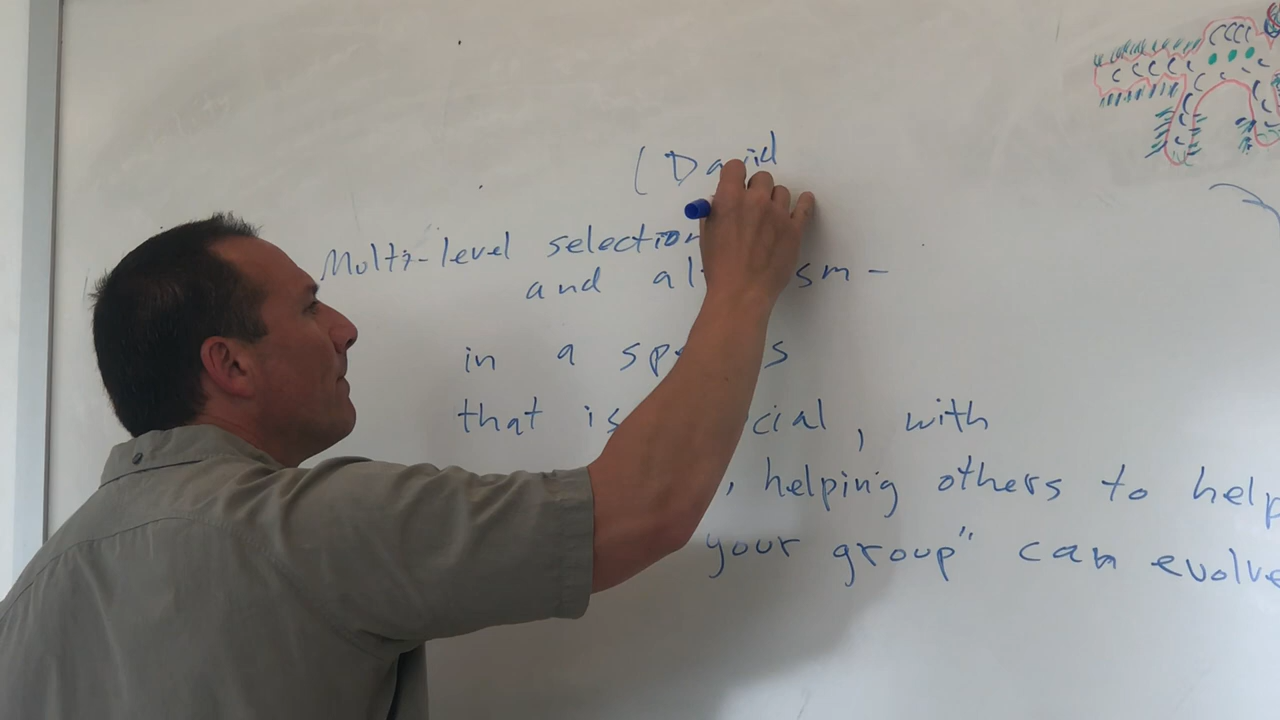 (David
Multi-level selection
and al sm -
in a sp s
that is cial, with
, helping others to help
your group" can evolve